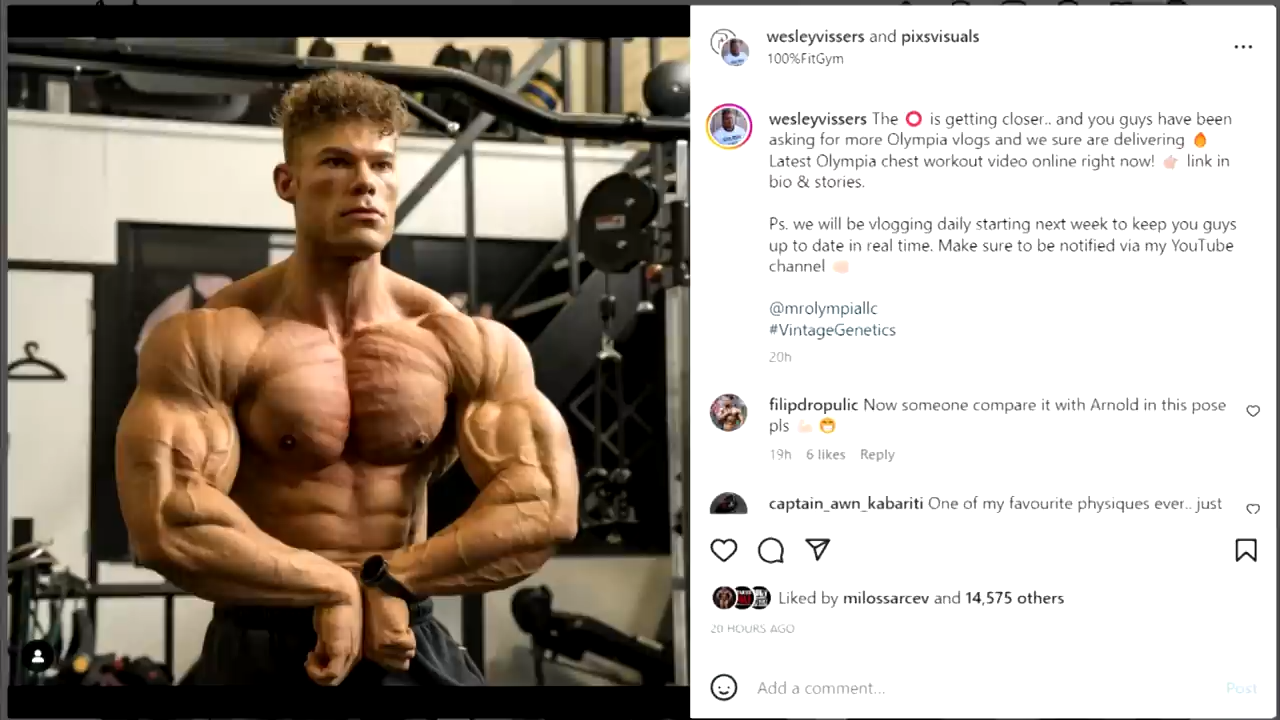 wesleyvissers and pixsvisuals
100%FitGym
wesleyvissers The ⭕ is getting closer.. and you guys have been
asking for more Olympia vlogs and we sure are delivering 🔥
Latest Olympia chest workout video online right now! 👉🏻 link in
bio & stories.
Ps. we will be vlogging daily starting next week to keep you guys
up to date in real time. Make sure to be notified via my YouTube
channel 👊🏻
@mrolympiallc
#VintageGenetics
20h
filipdropulic Now someone compare it with Arnold in this pose
pls 💪🏻 😁
19h 6 likes Reply
captain_awn_kabariti One of my favourite physiques ever.. just
Liked by milossarcev and 14,575 others
20 HOURS AGO
Add a comment... Post